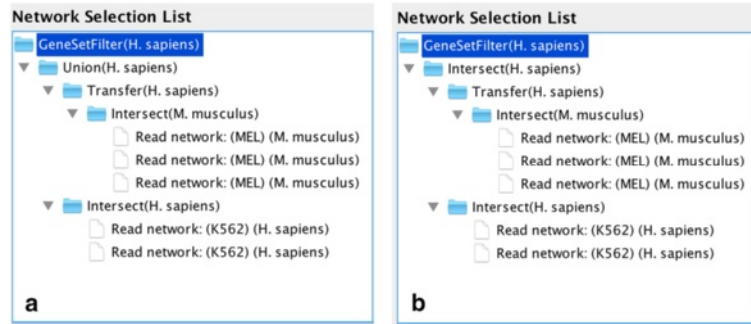 Network Selection List
GeneSetFilter(H. sapiens)
Union(H. sapiens)
Transfer(H. sapiens)
Intersect(M. musculus)
Read network: (MEL) (M. musculus)
Read network: (MEL) (M. musculus)
Read network: (MEL) (M. musculus)
Intersect(H. sapiens)
Read network: (K562) (H. sapiens)
Read network: (K562) (H. sapiens)
a
Network Selection List
GeneSetFilter(H. sapiens)
Intersect(H. sapiens)
Transfer(H. sapiens)
Intersect(M. musculus)
Read network: (MEL) (M. musculus)
Read network: (MEL) (M. musculus)
Read network: (MEL) (M. musculus)
Intersect(H. sapiens)
Read network: (K562) (H. sapiens)
Read network: (K562) (H. sapiens)
b